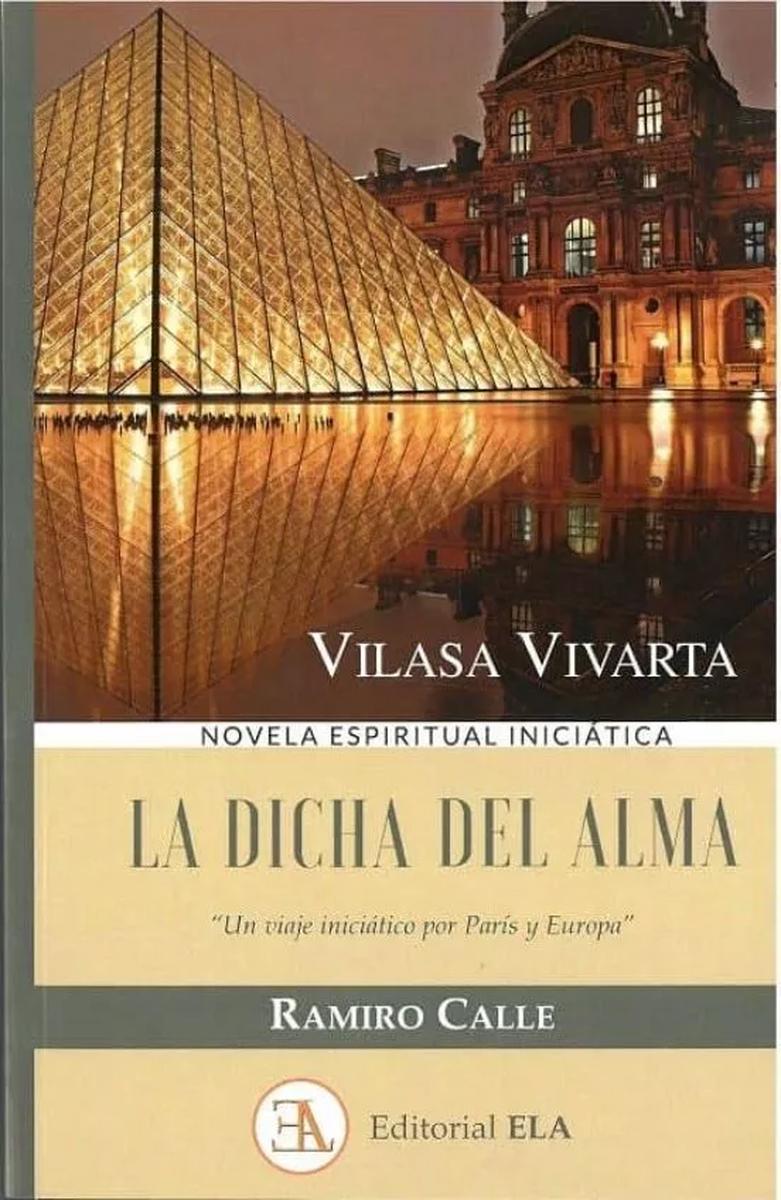 VILASA VIVARTA
NOVELA ESPIRITUAL INICIÁTICA
LA DICHA DEL ALMA
“Un viaje iniciático por París y Europa”
RAMIRO CALLE
EA Editorial ELA